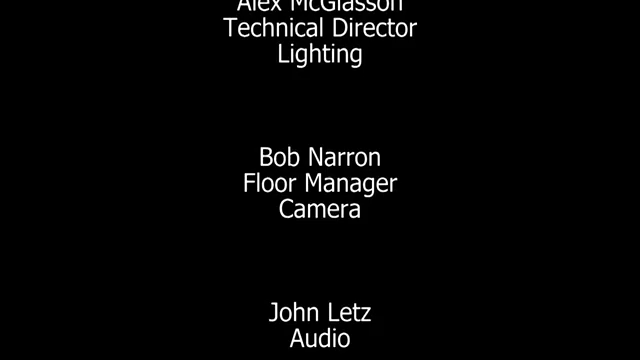 Alex McGlasson
Technical Director
Lighting
Bob Narron
Floor Manager
Camera
John Letz
Audio